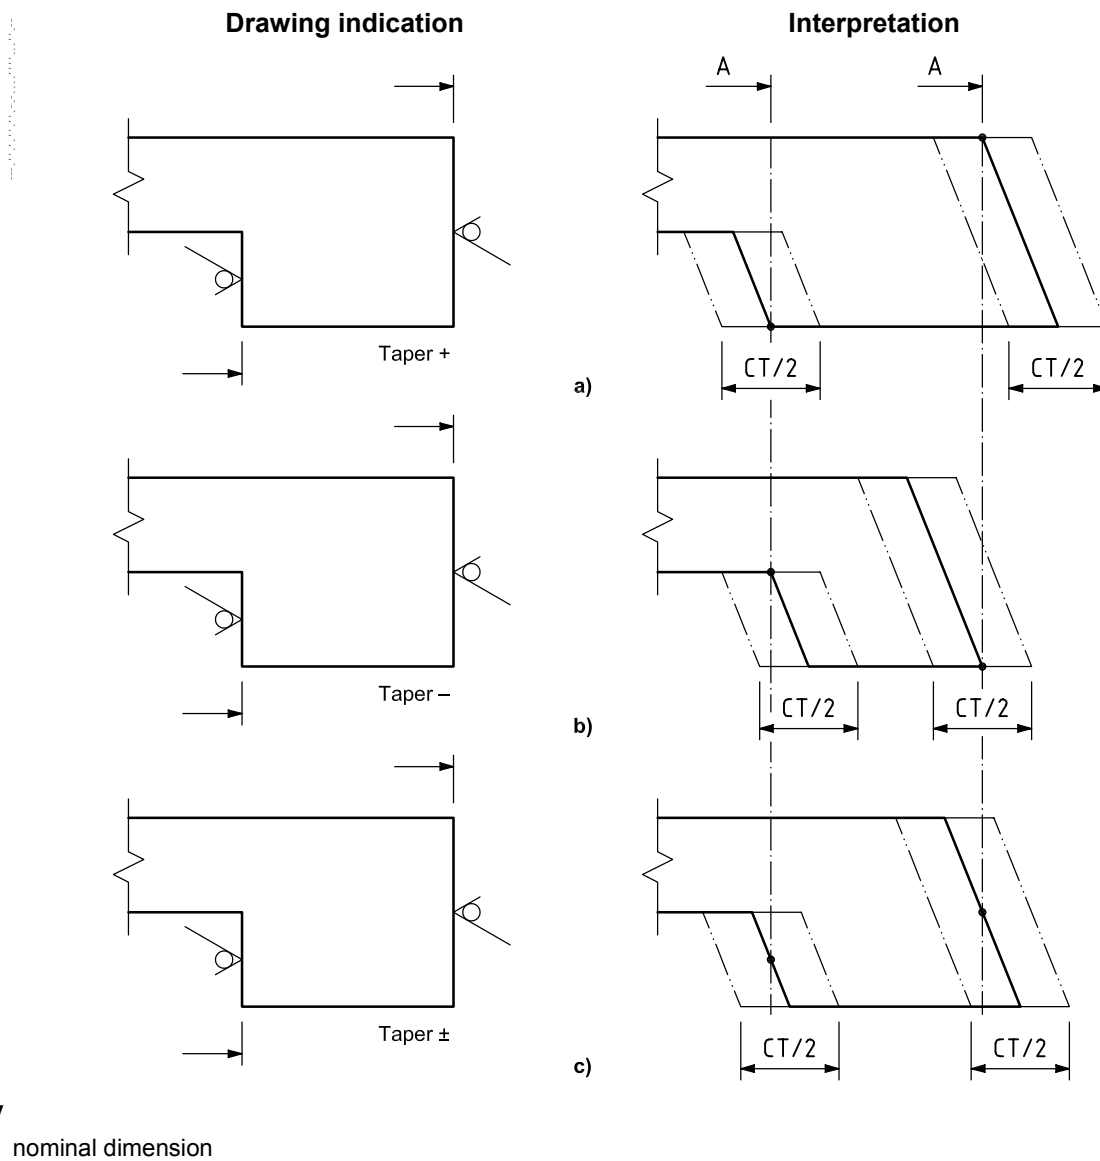 Drawing indication Interpretation
A A
Taper +
CT/2 CT/2
a)
Taper –
CT/2 CT/2
b)
Taper ±
CT/2 CT/2
c)
nominal dimension